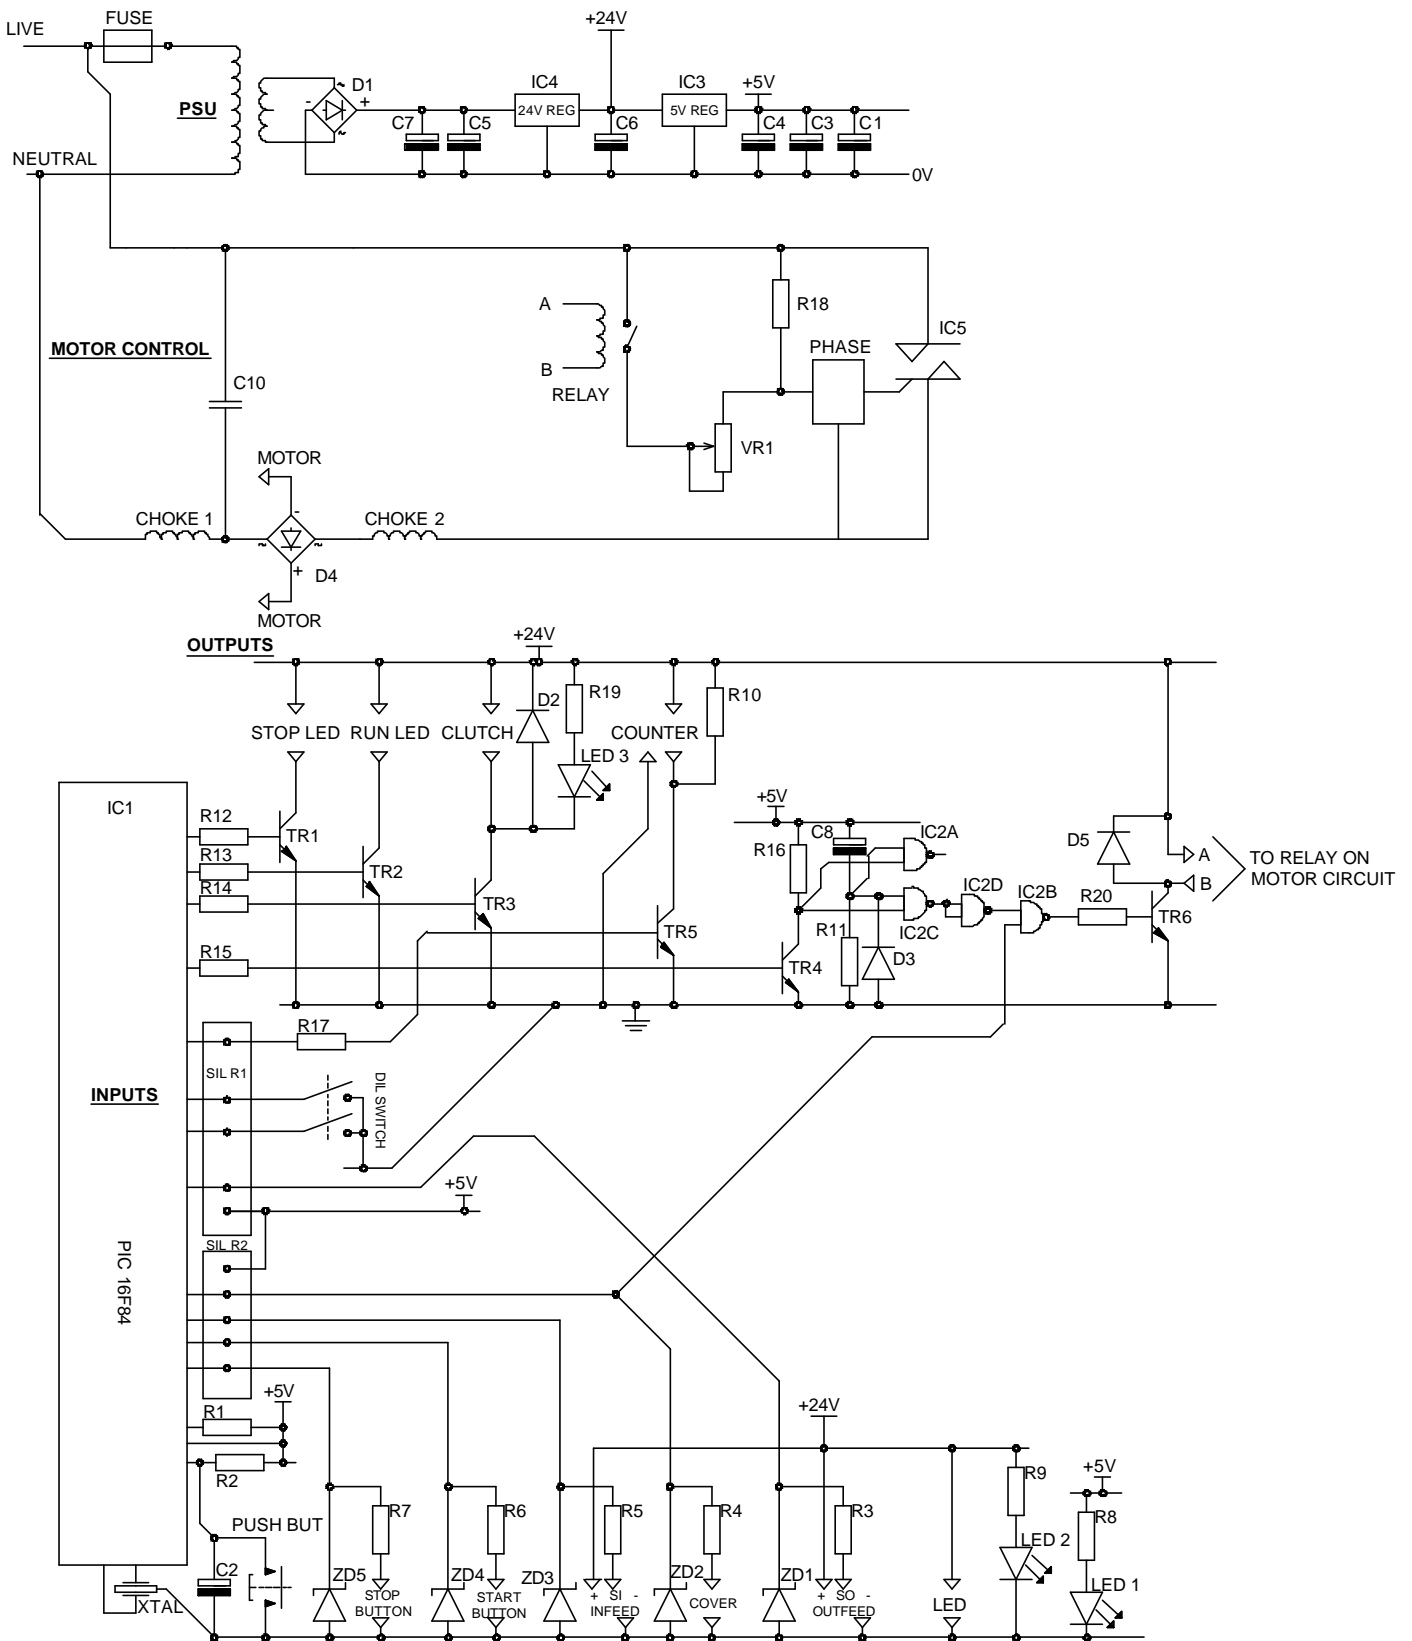 LIVE
FUSE
+24V
PSU
~
D1
-
+
~
IC4
24V REG
IC3
5V REG
+5V
C7
C5
C6
C4
C3
C1
NEUTRAL
0V
MOTOR CONTROL
C10
A
B
RELAY
R18
PHASE
IC5
VR1
MOTOR
CHOKE 1
-
~
~
+
D4
CHOKE 2
MOTOR
OUTPUTS
+24V
STOP LED
RUN LED
CLUTCH
D2
R19
LED 3
COUNTER
R10
IC1
R12
TR1
R13
TR2
R14
TR3
R15
TR5
+5V
R16
C8
IC2A
IC2C
IC2D
IC2B
R11
D3
TR4
R20
D5
A
B
TR6
TO RELAY ON
MOTOR CIRCUIT
R17
SIL R1
INPUTS
DIL SWITCH
+5V
SIL R2
PIC 16F84
+5V
R1
R2
PUSH BUT
C2
XTAL
R7
ZD5
STOP
BUTTON
R6
ZD4
START
BUTTON
R5
ZD3
+ SI -
INFEED
R4
ZD2
COVER
+24V
R3
ZD1
+ SO -
OUTFEED
LED
R9
LED 2
+5V
R8
LED 1